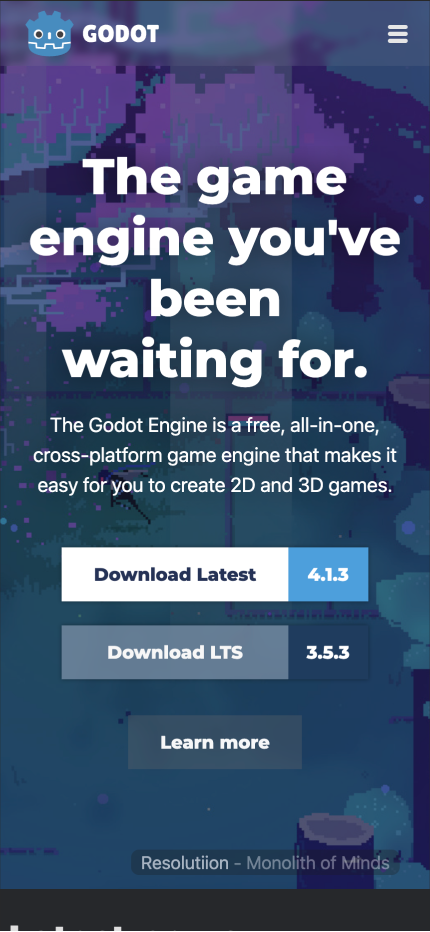 GODOT
The game
engine you've
been
waiting for.
The Godot Engine is a free, all-in-one,
cross-platform game engine that makes it
easy for you to create 2D and 3D games.
Download Latest 4.1.3
Download LTS 3.5.3
Learn more
Resolutiion - Monolith of Minds